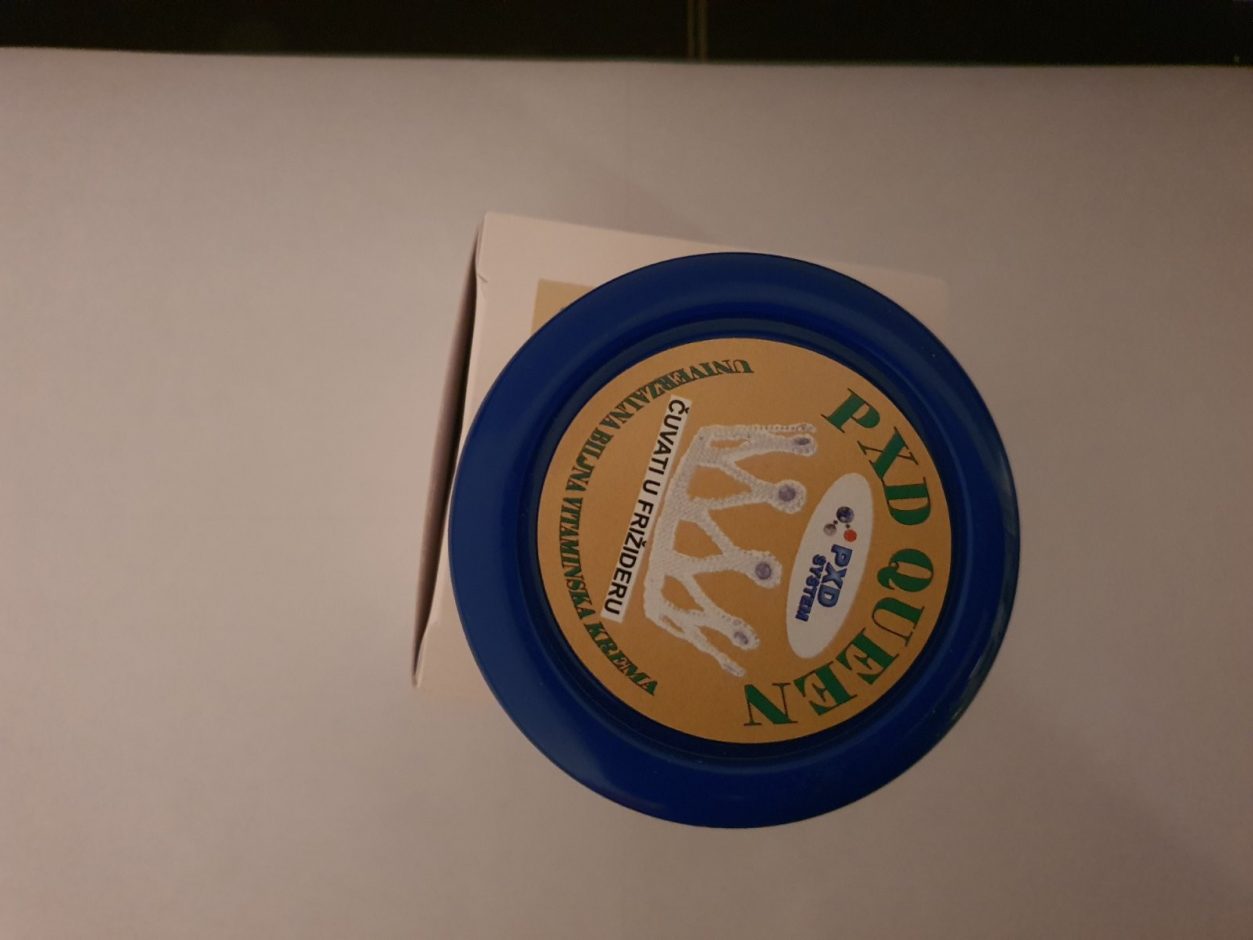 PXD QUEEN
PXD
SYSTEM
ČUVATI U FRIŽIDERU
UNIVERZALNA BILJNA VITAMINSKA KREMA